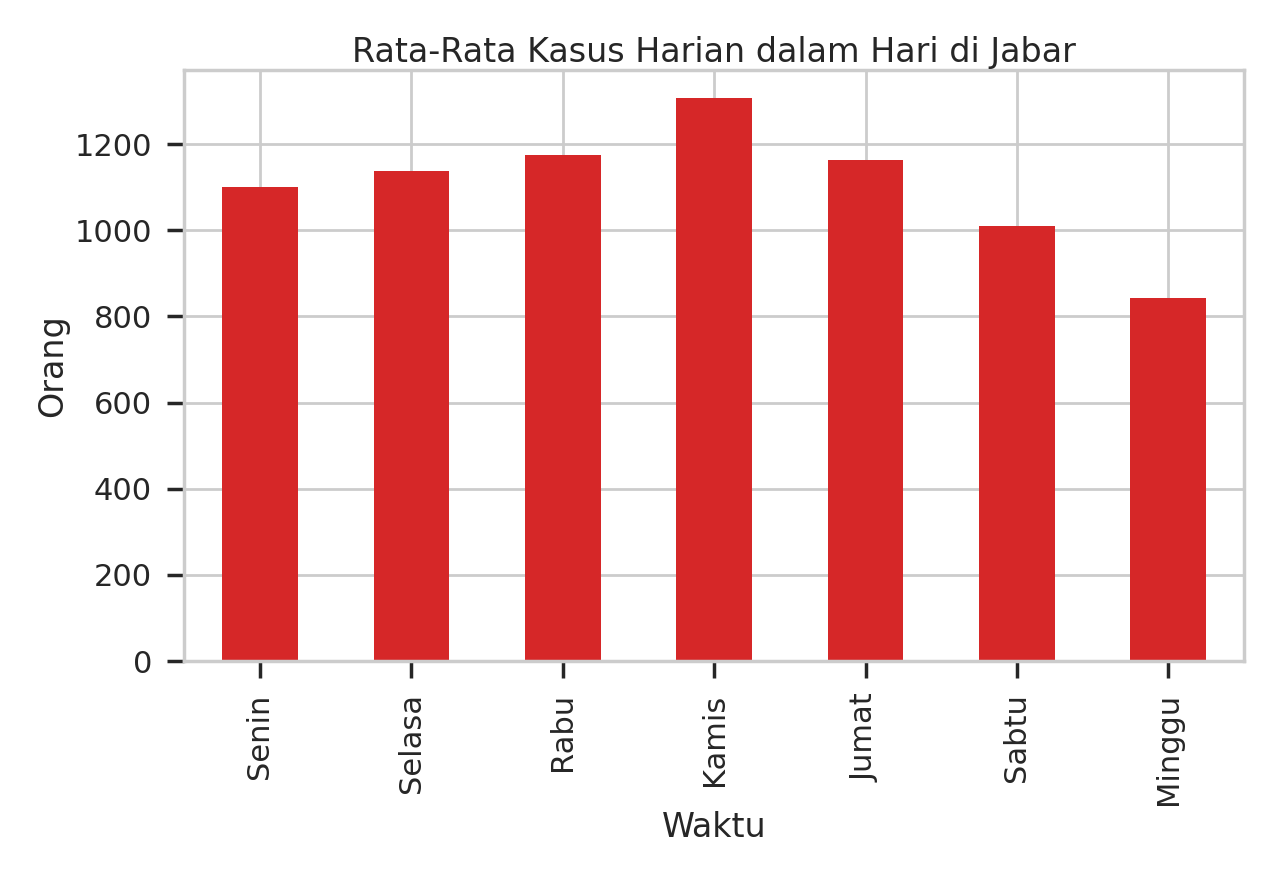 Rata-Rata Kasus Harian dalam Hari di Jabar
Orang
1200
1000
800
600
400
200
0
Senin
Selasa
Rabu
Kamis
Jumat
Sabtu
Minggu
Waktu